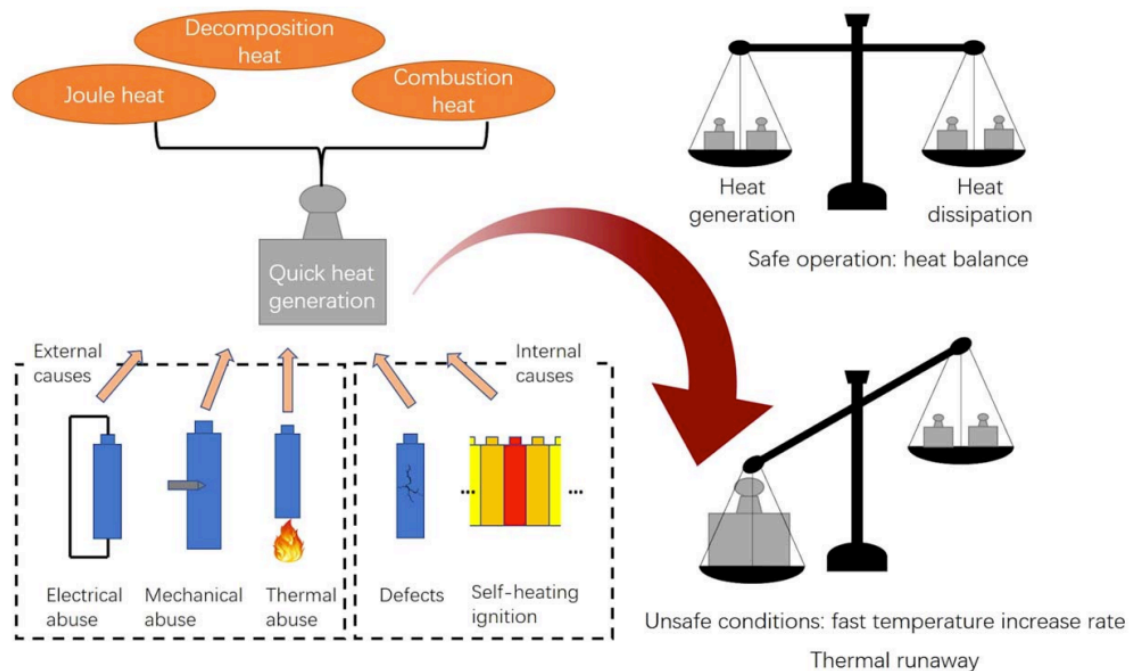 Decomposition
heat
Joule heat
Combustion
heat
Quick heat
generation
External
causes
Internal
causes
...
...
Electrical
abuse
Mechanical
abuse
Thermal
abuse
Defects
Self-heating
ignition
Heat
generation
Heat
dissipation
Safe operation: heat balance
Unsafe conditions: fast temperature increase rate
Thermal runaway